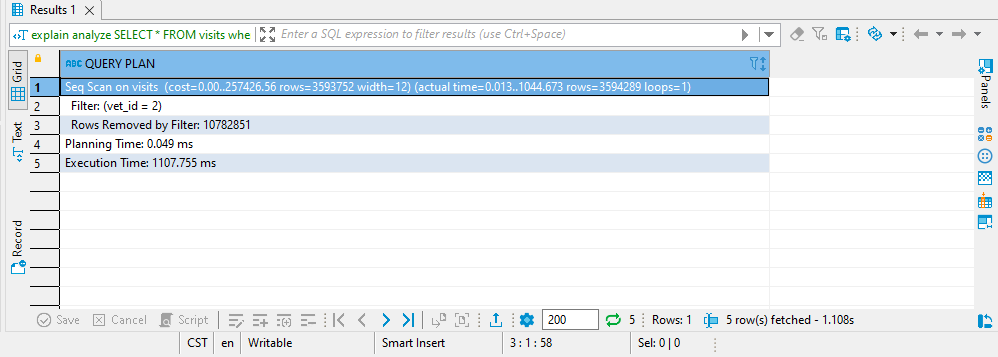 Results 1
explain analyze SELECT * FROM visits whe
Enter a SQL expression to filter results (use Ctrl+Space)
Grid
Text
Record
ABC QUERY PLAN
1 Seq Scan on visits (cost=0.00..257426.56 rows=3593752 width=12) (actual time=0.013..1044.673 rows=3594289 loops=1)
2 Filter: (vet_id = 2)
3 Rows Removed by Filter: 10782851
4 Planning Time: 0.049 ms
5 Execution Time: 1107.755 ms
Panels
Save Cancel Script 200 5 Rows: 1 5 row(s) fetched - 1.108s
CST en Writable Smart Insert 3 : 1 : 58 Sel: 0 | 0